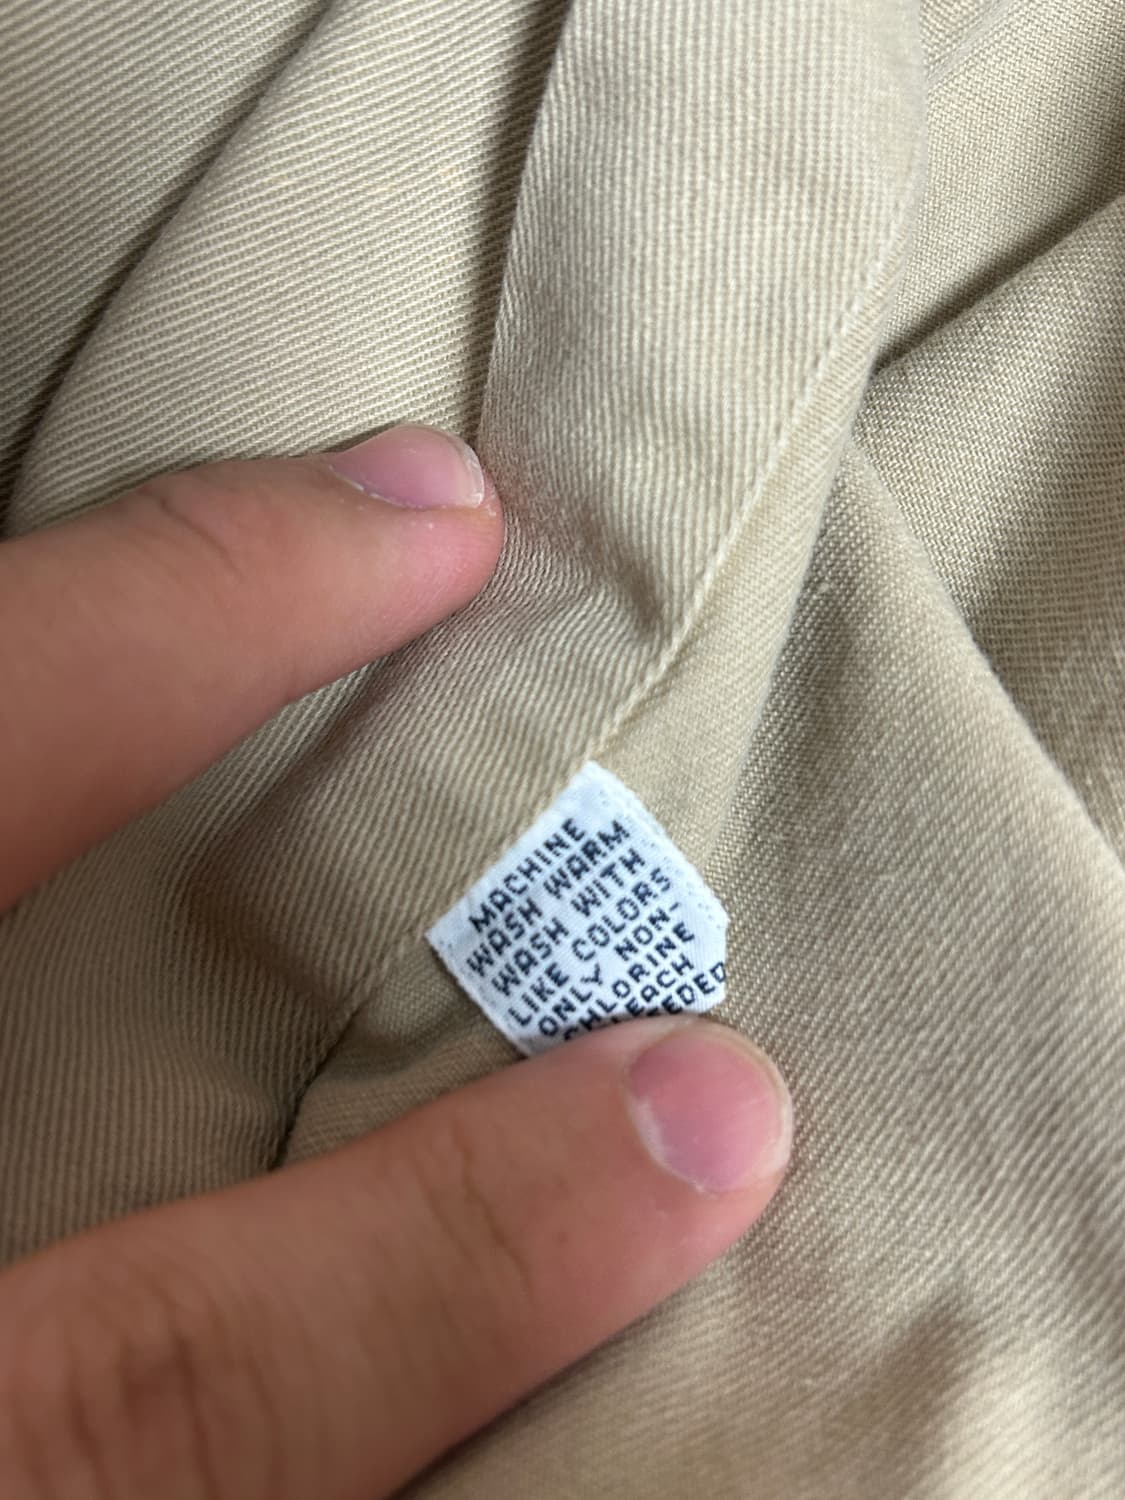 MACHINE
WASH WARM
WASH WITH
LIKE COLORS
ONLY NON-
CHLORINE